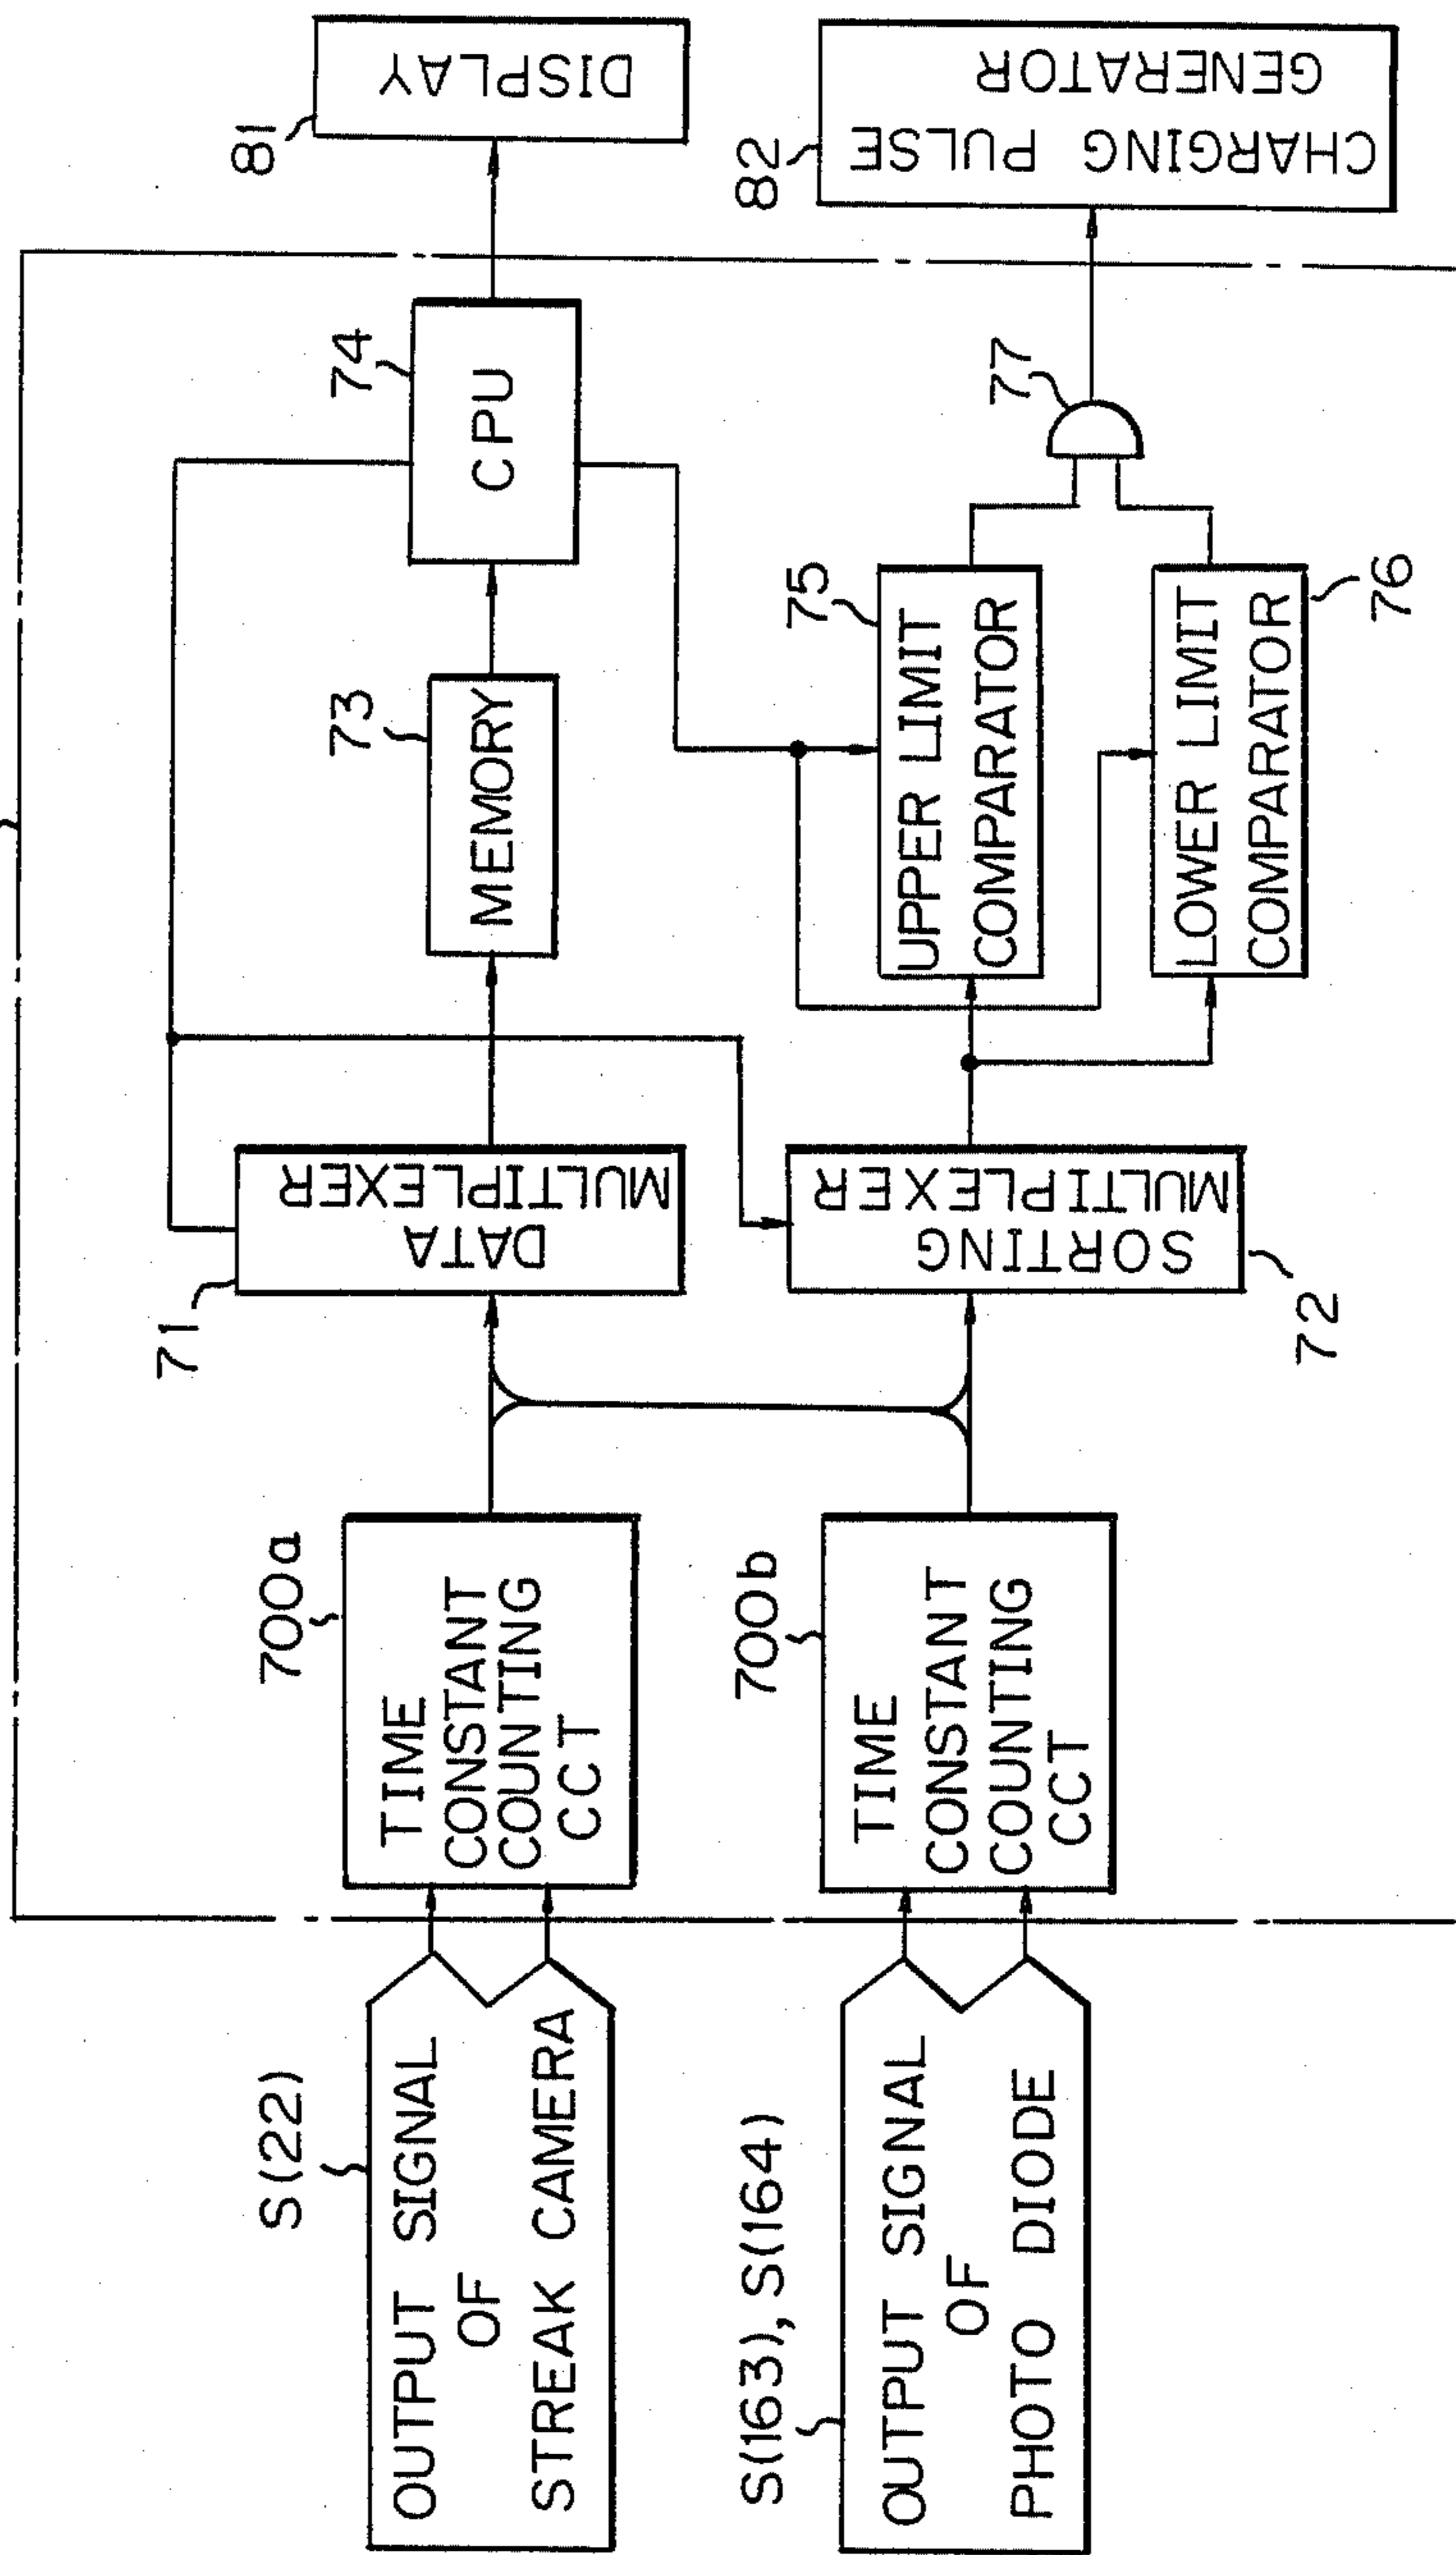 S(22)
OUTPUT SIGNAL
OF
STREAK CAMERA
S(163), S(164)
OUTPUT SIGNAL
OF
PHOTO DIODE
700a
TIME
CONSTANT
COUNTING
CCT
700b
TIME
CONSTANT
COUNTING
CCT
71
DATA
MULTIPLEXER
72
SORTING
MULTIPLEXER
73
MEMORY
74
CPU
75
UPPER LIMIT
COMPARATOR
76
LOWER LIMIT
COMPARATOR
77
81
DISPLAY
82
CHARGING PULSE
GENERATOR